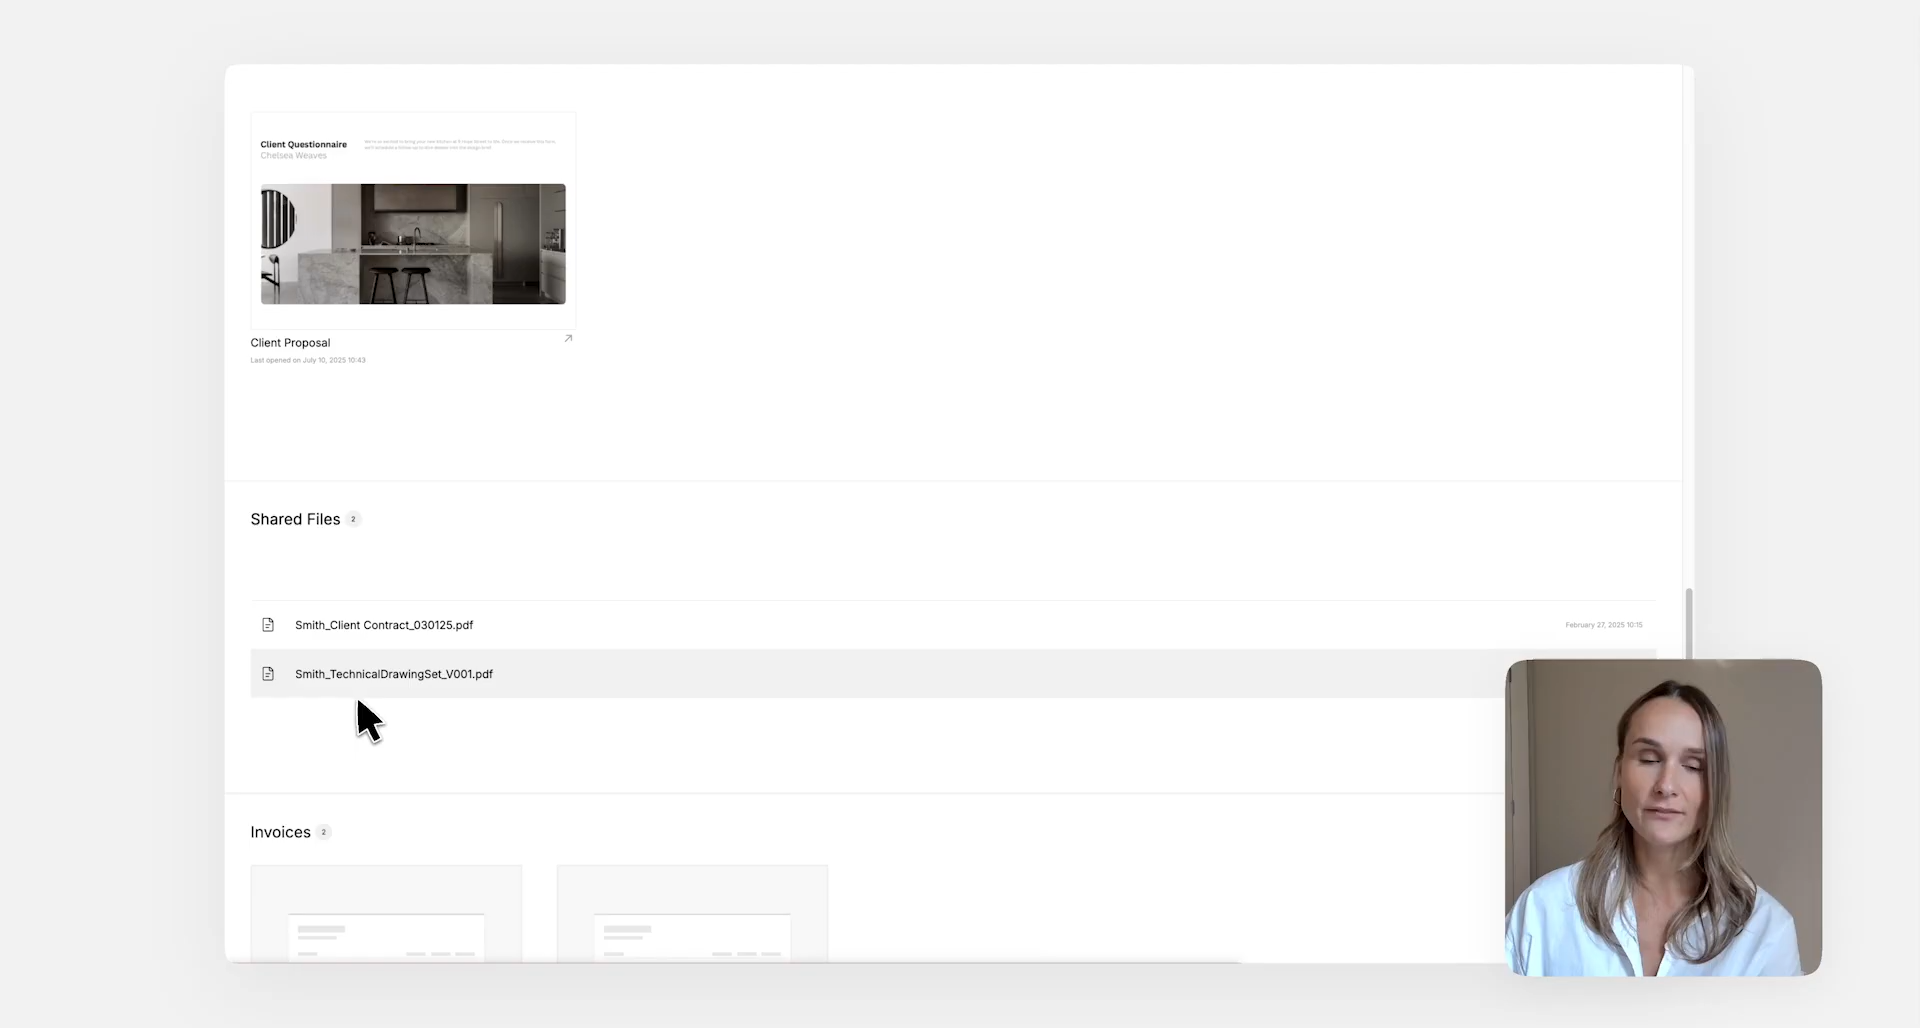 Client Questionnaire
Chelsea Weaves
Client Proposal
Last opened on July 10, 2025 10:43
Shared Files 2
Smith_Client Contract_030125.pdf
February 27, 2025 10:15
Smith_TechnicalDrawingSet_V001.pdf
Invoices 2